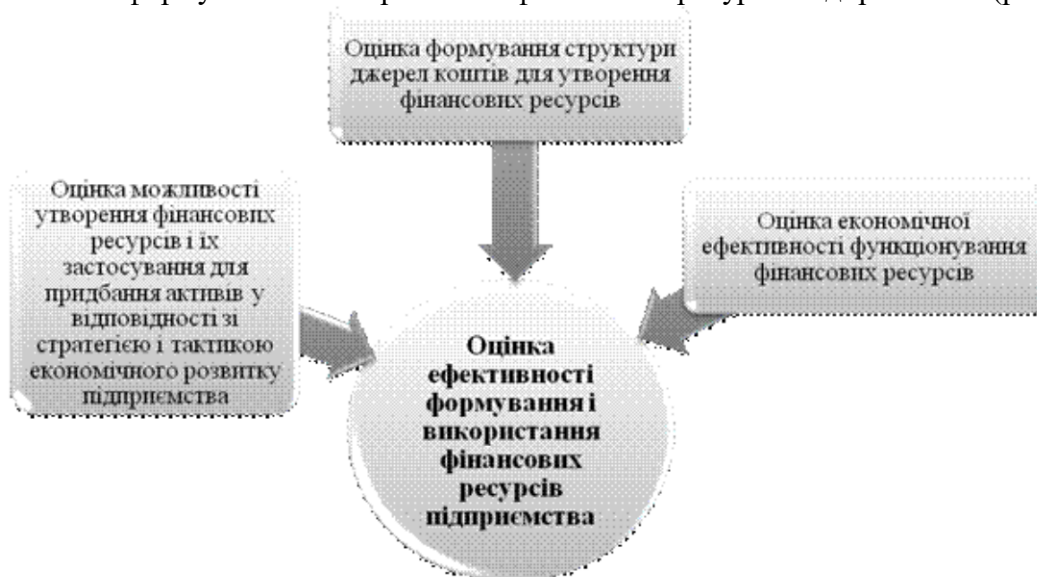 Оцінка формування структури
джерел коштів для утворення
фінансових ресурсів
Оцінка можливості
утворення фінансових
ресурсів і їх
застосування для
придбання активів у
відповідності зі
стратегією і тактикою
економічного розвитку
підприємства
Оцінка економічної
ефективності функціонування
фінансових ресурсів
Оцінка
ефективності
формування і
використання
фінансових
ресурсів
підприємства